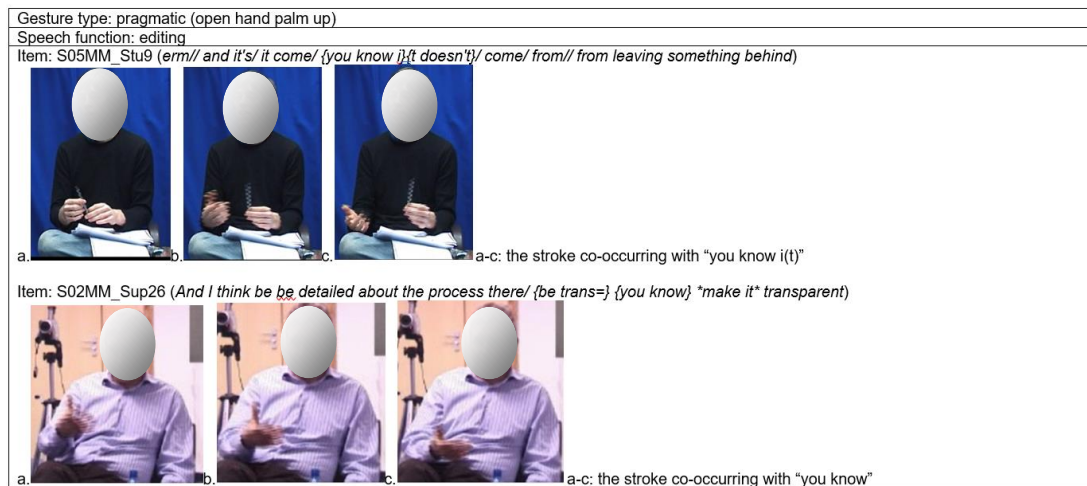 Gesture type: pragmatic (open hand palm up)
Speech function: editing
Item: S05MM_Stu9 (erm// and it's/ it come/ {you know i}{t doesn't}/ come/ from// from leaving something behind)
a. b. c. a-c: the stroke co-occurring with “you know i(t)”
Item: S02MM_Sup26 (And I think be be detailed about the process there/ {be trans=} {you know} *make it* transparent)
a. b. c. a-c: the stroke co-occurring with “you know”